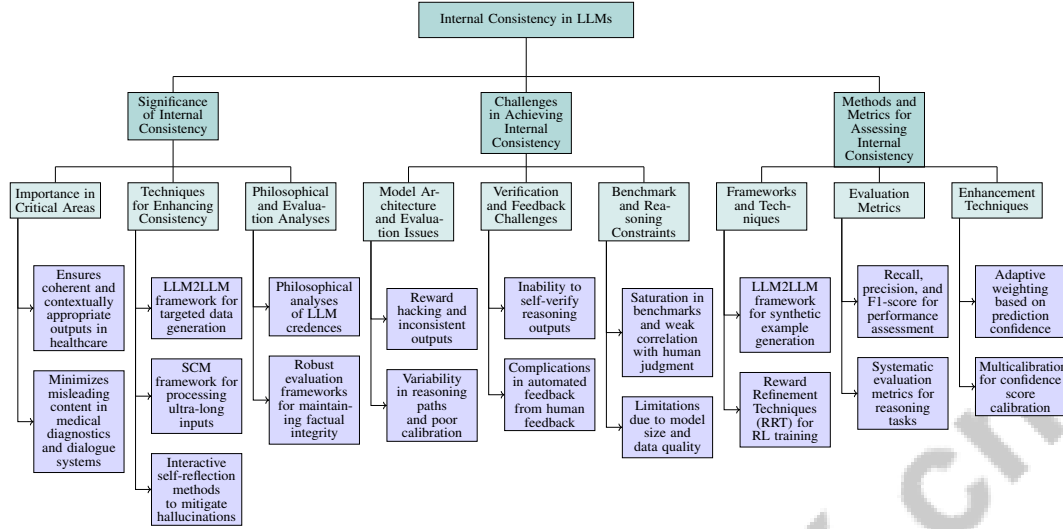 Internal Consistency in LLMs
Significance
of Internal
Consistency
Challenges
in Achieving
Internal
Consistency
Methods and
Metrics for
Assessing
Internal
Consistency
Importance in
Critical Areas
Techniques
for Enhancing
Consistency
Philosophical
and Evalua-
tion Analyses
Model Ar-
chitecture
and Evalua-
tion Issues
Verification
and Feedback
Challenges
Benchmark
and Rea-
soning
Constraints
Frameworks
and Tech-
niques
Evaluation
Metrics
Enhancement
Techniques
Ensures
coherent and
contextually
appropriate
outputs in
healthcare
Minimizes
misleading
content in
medical
diagnostics
and dialogue
systems
LLM2LLM
framework for
targeted data
generation
SCM
framework for
processing
ultra-long
inputs
Interactive
self-reflection
methods
to mitigate
hallucinations
Philosophical
analyses
of LLM
credences
Robust
evaluation
frameworks
for maintain-
ing factual
integrity
Reward
hacking and
inconsistent
outputs
Variability in
reasoning
paths
and poor
calibration
Inability to
self-verify
reasoning
outputs
Complications
in automated
feedback
from human
feedback
Saturation in
benchmarks
and weak
correlation
with human
judgment
Limitations
due to model
size and
data quality
LLM2LLM
framework
for synthetic
example
generation
Reward
Refinement
Techniques
(RRT) for
RL training
Recall,
precision, and
F1-score for
performance
assessment
Systematic
evaluation
metrics for
reasoning
tasks
Adaptive
weighting
based on
prediction
confidence
Multicalibration
for confidence
score calibration